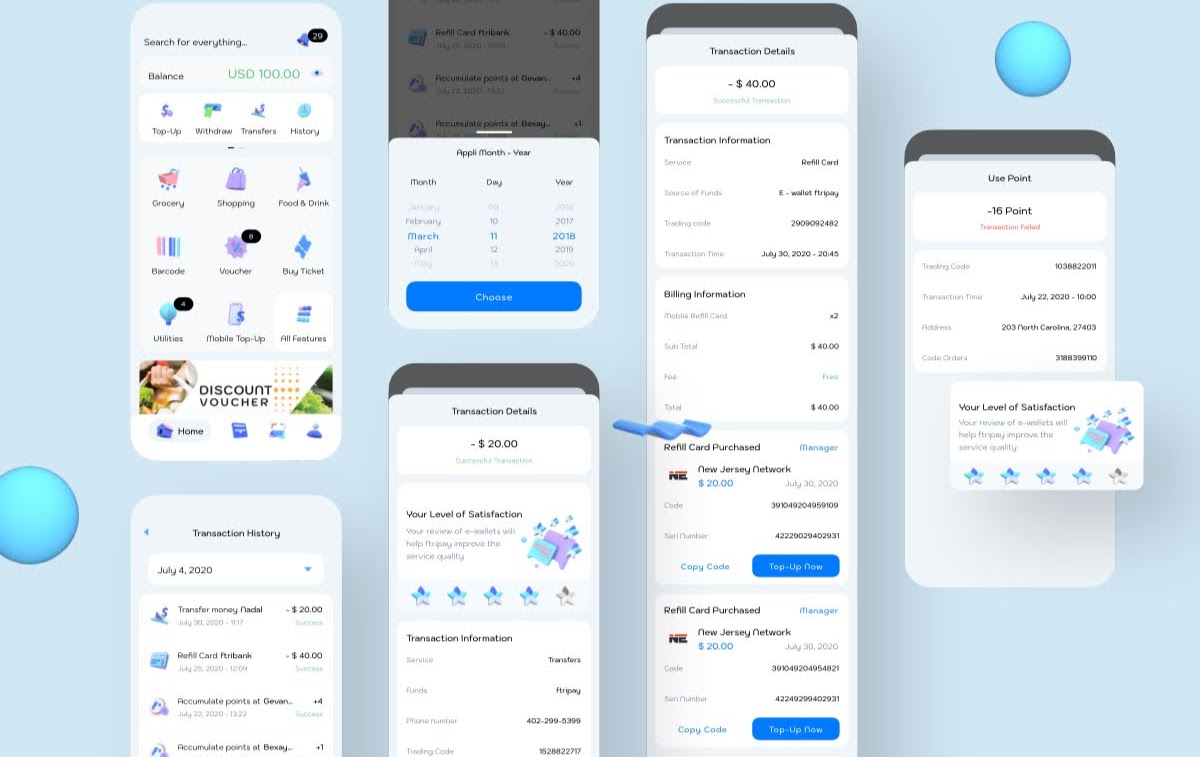 Search for everything...
29
Balance
USD 100.00
Top-Up
Withdraw
Transfers
History
Grocery
Shopping
Food & Drink
8
Barcode
Voucher
Buy Ticket
4
Utilities
Mobile Top-Up
All Features
DISCOUNT
VOUCHER
Home
Transaction History
July 4, 2020
Transfer money Nadal
- $ 20.00
July 30, 2020 - 11:17
Success
Refill Card ftribank
- $ 40.00
July 25, 2020 - 12:09
Success
Accumulate points at Gevan..
+4
July 22, 2020 - 13:22
Success
Accumulate points at Bexay..
+1
Refill Card ftribank
- $ 40.00
July 25, 2020 - 12:09
Success
Accumulate points at Gevan..
+4
July 22, 2020 - 13:22
Success
Accumulate points at Bexay..
+1
Appli Month - Year
Month
Day
Year
January
09
2016
February
10
2017
March
11
2018
April
12
2019
May
13
2020
Choose
Transaction Details
- $ 20.00
Successful Transaction
Your Level of Satisfaction
Your review of e-wallets will
help ftripay improve the
service quality
Transaction Information
Service
Transfers
Funds
ftripay
Phone number
402-299-5399
Trading Code
1528822717
Transaction Details
- $ 40.00
Successful Transaction
Transaction Information
Service
Refill Card
Source of Funds
E - wallet ftripay
Trading code
2909092482
Transaction Time
July 30, 2020 - 20:45
Billing Information
Mobile Refill Card
x2
Sub Total
$ 40.00
Fee
Free
Total
$ 40.00
Refill Card Purchased
Manager
NE
New Jersey Network
$ 20.00
July 30, 2020
Code
391049204959109
Seri Number
42229029402931
Copy Code
Top-Up Now
Refill Card Purchased
Manager
NE
New Jersey Network
$ 20.00
July 30, 2020
Code
391049204954821
Seri Number
42249299402931
Copy Code
Top-Up Now
Use Point
-16 Point
Transaction Failed
Trading Code
1038822011
Transaction Time
July 22, 2020 - 10:00
Address
203 North Carolina, 27403
Code Orders
3188399110
Your Level of Satisfaction
Your review of e-wallets will
help ftripay improve the
service quality